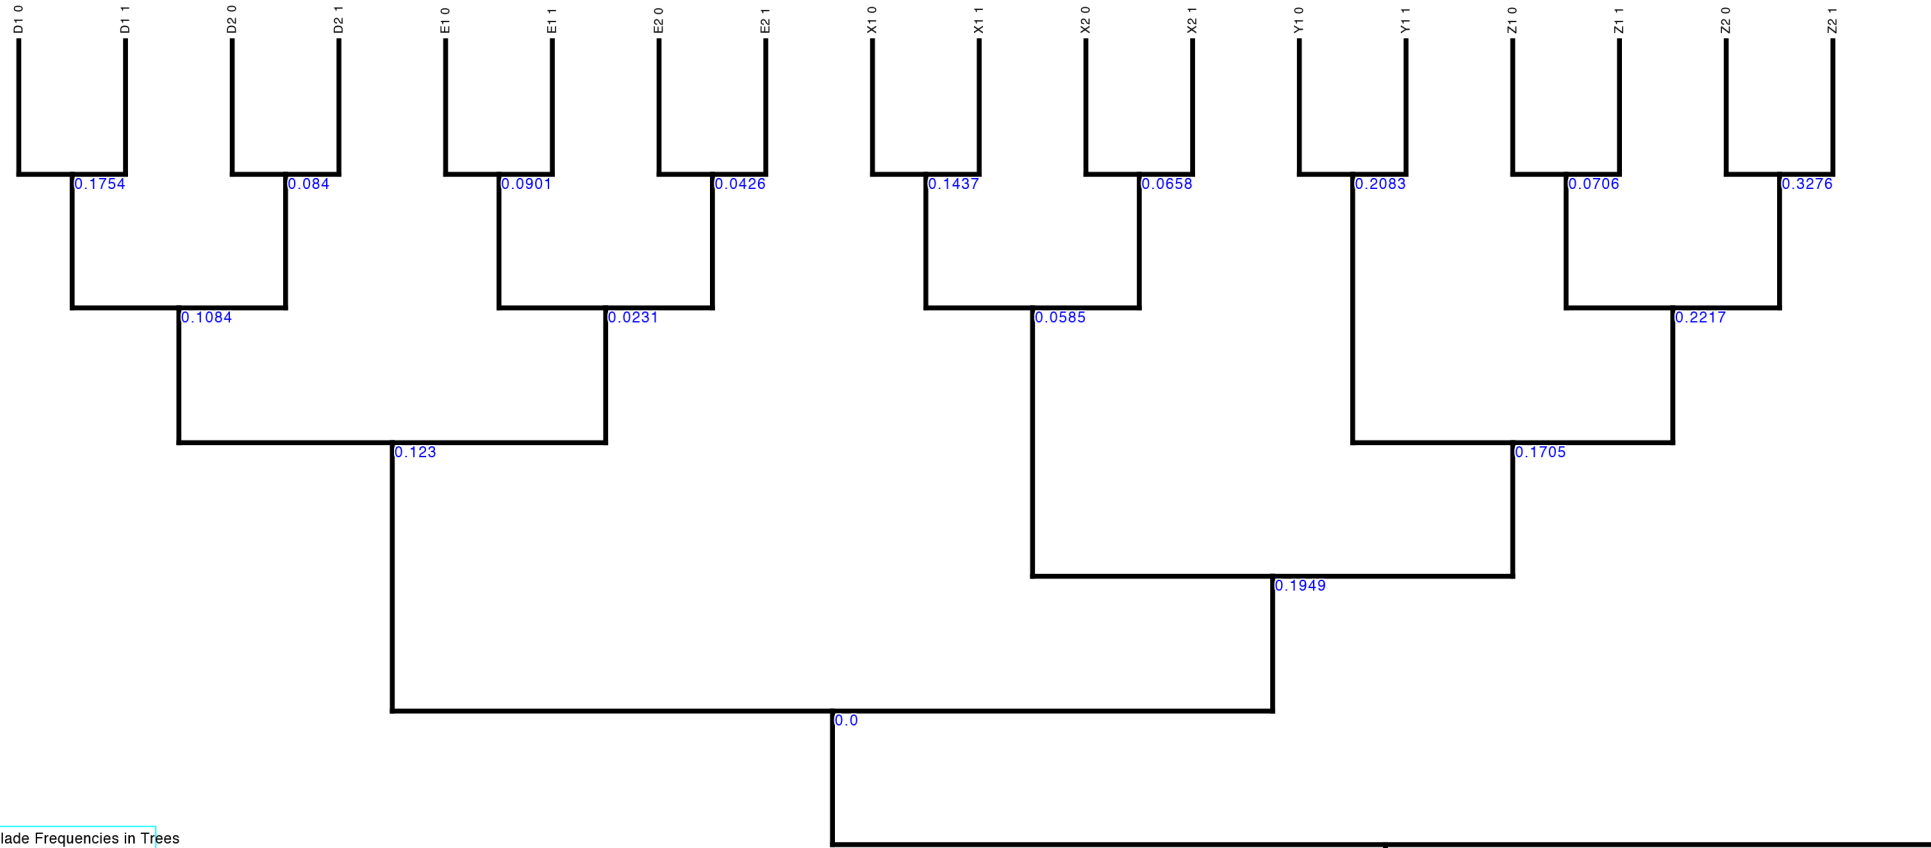 D1 0
D1 1
D2 0
D2 1
E1 0
E1 1
E2 0
E2 1
X1 0
X1 1
X2 0
X2 1
Y1 0
Y1 1
Z1 0
Z1 1
Z2 0
Z2 1
0.1754
0.084
0.0901
0.0426
0.1437
0.0658
0.2083
0.0706
0.3276
0.1084
0.0231
0.0585
0.2217
0.123
0.1705
0.1949
0.0
lade Frequencies in Trees